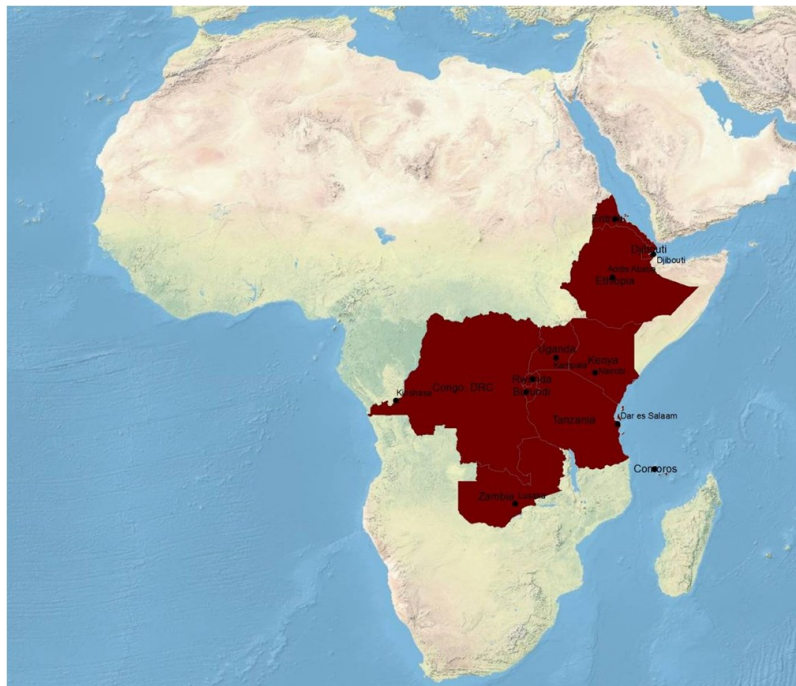 Eritrea
Djibouti
Djibouti
Addis Ababa
Ethiopia
Uganda
Kampala
Kenya
Nairobi
Rwanda
Burundi
Congo, DRC
Kinshasa
Tanzania
Dar es Salaam
Comoros
Zambia
Lusaka